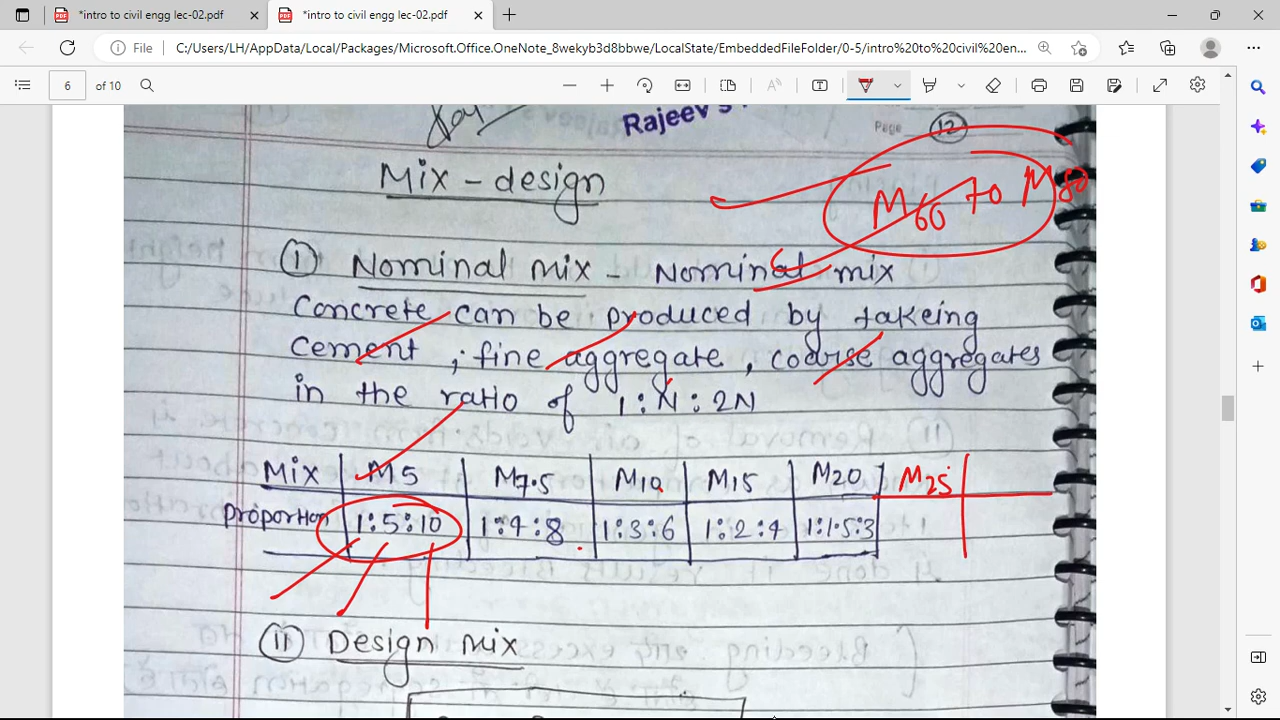 *intro to civil engg lec-02.pdf
*intro to civil engg lec-02.pdf
File
C:/Users/LH/AppData/Local/Packages/Microsoft.Office.OneNote_8wekyb3d8bbwe/LocalState/EmbeddedFileFolder/0-5/intro%20to%20civil%20en...
6 of 10
Rajeev's
Page 12
Mix - design
M60 to M80
(I) Nominal mix - Nominal mix
Concrete can be produced by takeing
cement , fine aggregate , coarse aggregates
in the ratio of 1:N:2N
Mix M5 M7.5 M10 M15 M20 M25
proportion 1:5:10 1:4:8 1:3:6 1:2:4 1:1.5:3
(II) Design mix